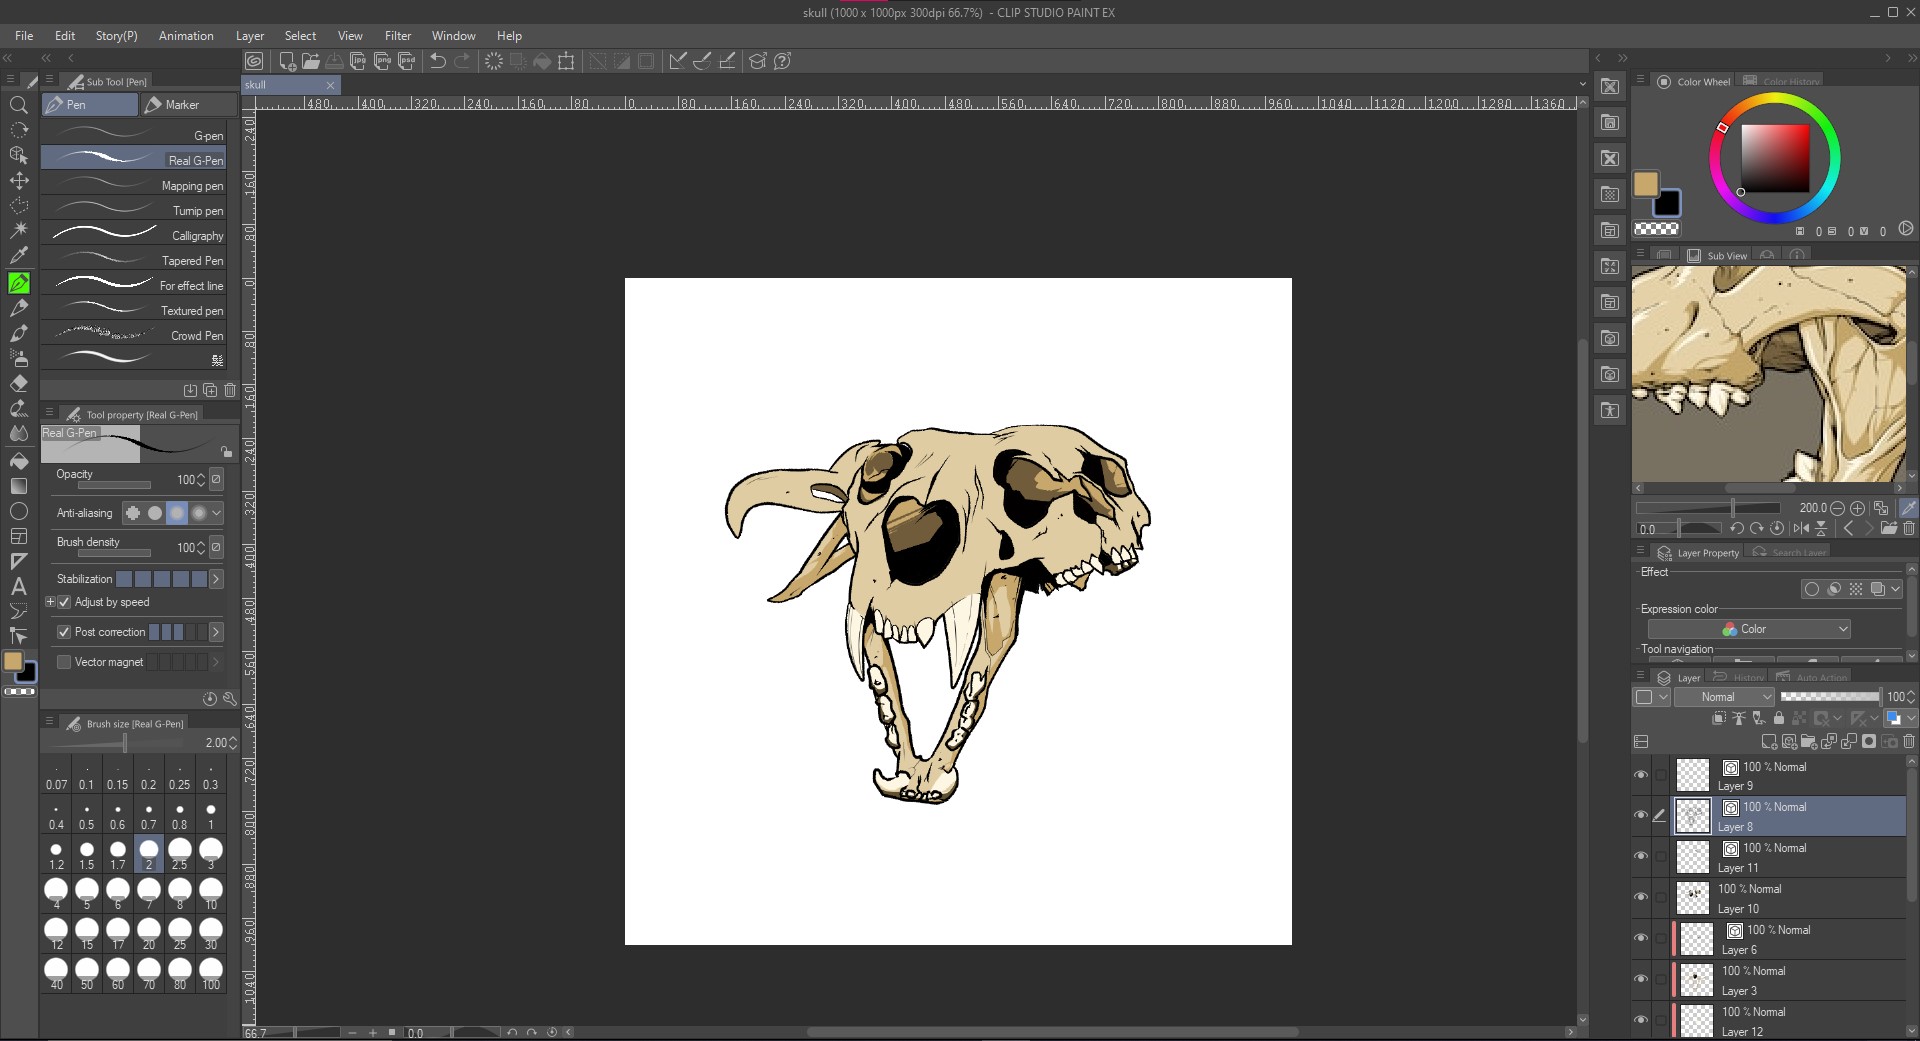 skull (1000 x 1000px 300dpi 66.7%) - CLIP STUDIO PAINT EX
File Edit Story(P) Animation Layer Select View Filter Window Help
Sub Tool [Pen]
Pen Marker
G-pen
Real G-Pen
Mapping pen
Turnip pen
Calligraphy
Tapered Pen
For effect line
Textured pen
Crowd Pen
髪
Tool property [Real G-Pen]
Real G-Pen
Opacity 100
Anti-aliasing
Brush density 100
Stabilization
Adjust by speed
Post correction
Vector magnet
Brush size [Real G-Pen]
2.00
0.07 0.1 0.15 0.2 0.25 0.3
0.4 0.5 0.6 0.7 0.8 1
1.2 1.5 1.7 2 2.5 3
4 5 6 7 8 10
12 15 17 20 25 30
40 50 60 70 80 100
skull
480 400 320 240 160 80 0 80 160 240 320 400 480 560 640 720 800 880 960 1040 1120 1200 1280 1360
240
160
80
0
80
160
240
320
400
480
560
640
720
800
880
960
1040
66.7 0.0
Color Wheel Color History
H 0 S 0 V 0
Sub View
200.0
0.0
Layer Property Search Layer
Effect
Expression color
Color
Tool navigation
Layer History Auto Action
Normal 100
100 % Normal
Layer 9
100 % Normal
Layer 8
100 % Normal
Layer 11
100 % Normal
Layer 10
100 % Normal
Layer 6
100 % Normal
Layer 3
100 % Normal
Layer 12